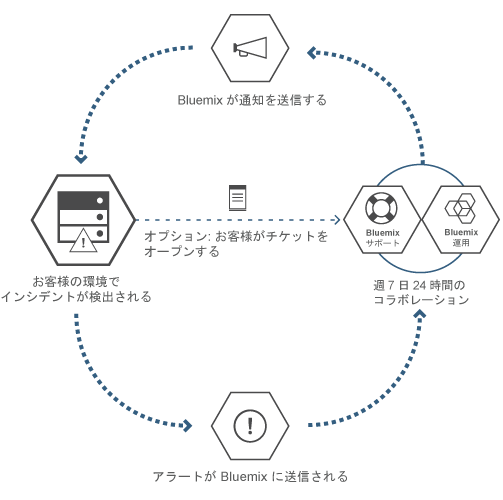 Bluemix が通知を送信する
オプション: お客様がチケットを
オープンする
Bluemix
サポート
Bluemix
運用
お客様の環境で
インシデントが検出される
週 7 日 24 時間の
コラボレーション
!
!
アラートが Bluemix に送信される